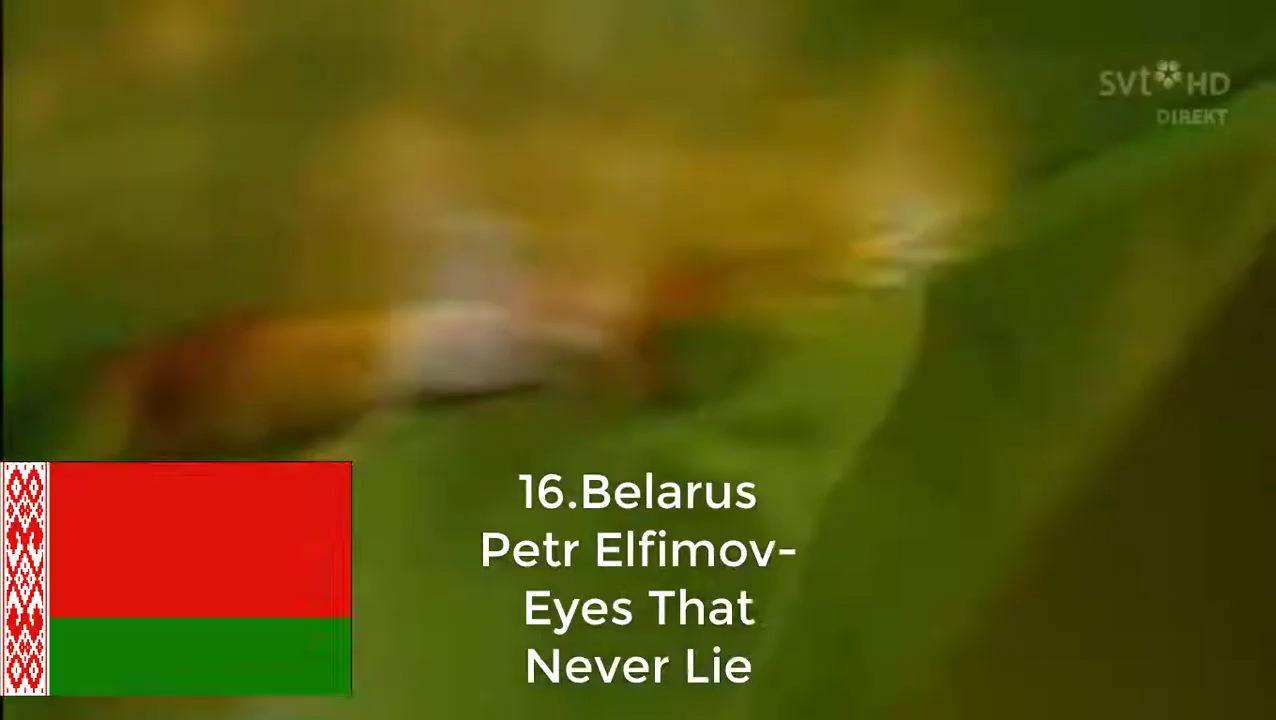 svt HD
DIREKT
16.Belarus
Petr Elfimov-
Eyes That
Never Lie